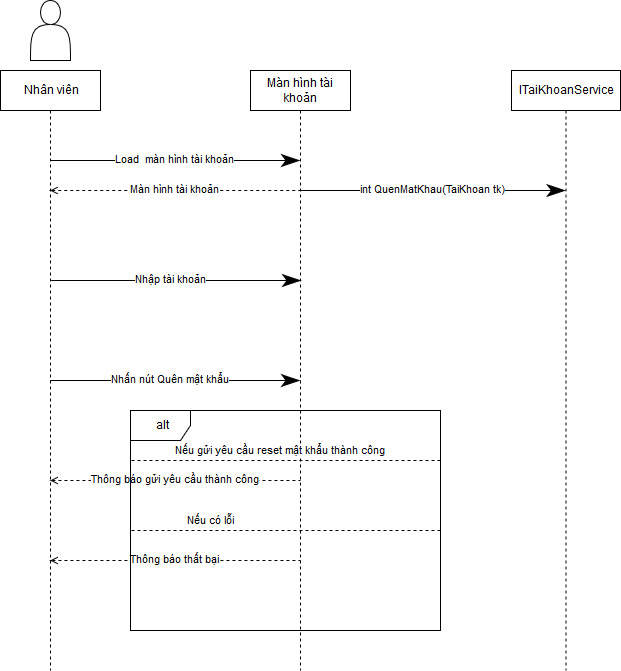 Nhân viên
Màn hình tài
khoản
ITaiKhoanService
Load màn hình tài khoản
Màn hình tài khoản
int QuenMatKhau(TaiKhoan tk)
Nhập tài khoản
Nhấn nút Quên mật khẩu
alt
Nếu gửi yêu cầu reset mật khẩu thành công
Thông báo gửi yêu cầu thành công
Nếu có lỗi
Thông báo thất bại